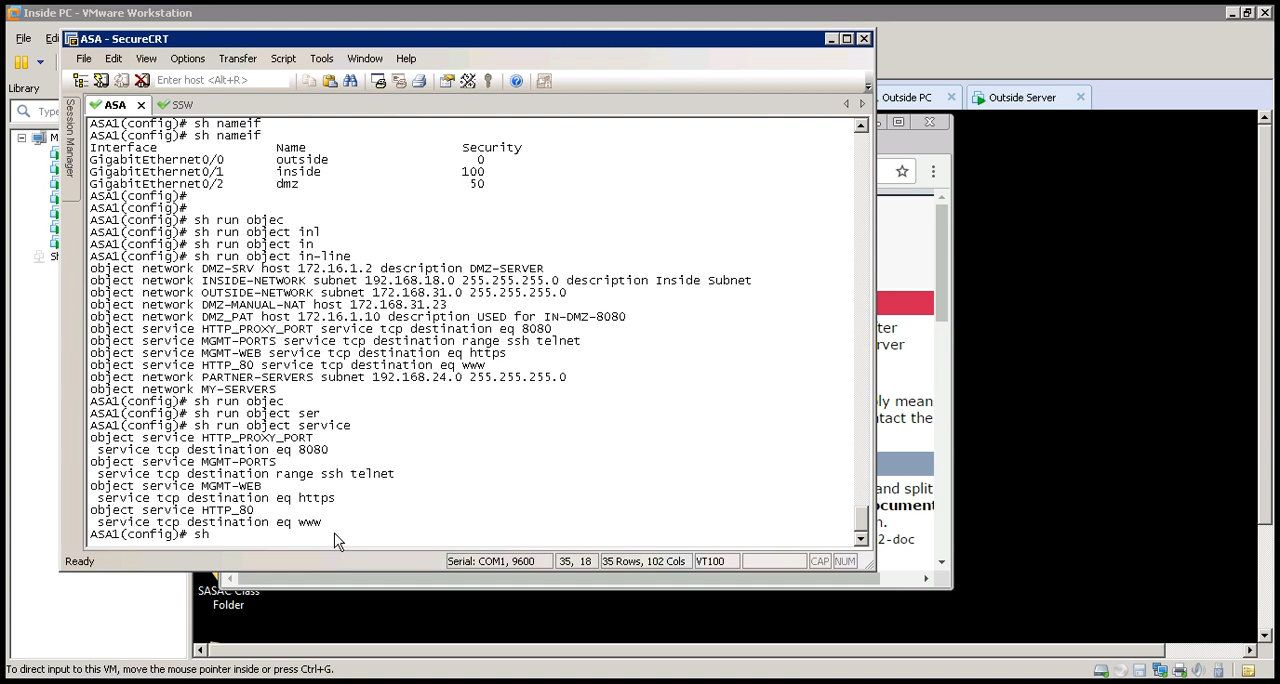 Inside PC - VMware Workstation
File
Library
ASA - SecureCRT
File Edit View Options Transfer Script Tools Window Help
Enter host <Alt+R>
ASA
SSW
Outside PC
Outside Server
Session Manager
ASA1(config)# sh nameif
ASA1(config)# sh nameif
Interface Name Security
GigabitEthernet0/0 outside 0
GigabitEthernet0/1 inside 100
GigabitEthernet0/2 dmz 50
ASA1(config)#
ASA1(config)#
ASA1(config)# sh run objec
ASA1(config)# sh run object inl
ASA1(config)# sh run object in
ASA1(config)# sh run object in-line
object network DMZ-SRV host 172.16.1.2 description DMZ-SERVER
object network INSIDE-NETWORK subnet 192.168.18.0 255.255.255.0 description Inside Subnet
object network OUTSIDE-NETWORK subnet 172.168.31.0 255.255.255.0
object network DMZ-MANUAL-NAT host 172.168.31.23
object network DMZ_PAT host 172.16.1.10 description USED for IN-DMZ-8080
object service HTTP_PROXY_PORT service tcp destination eq 8080
object service MGMT-PORTS service tcp destination range ssh telnet
object service MGMT-WEB service tcp destination eq https
object service HTTP_80 service tcp destination eq www
object network PARTNER-SERVERS subnet 192.168.24.0 255.255.255.0
object network MY-SERVERS
ASA1(config)# sh run objec
ASA1(config)# sh run object ser
ASA1(config)# sh run object service
object service HTTP_PROXY_PORT
service tcp destination eq 8080
object service MGMT-PORTS
service tcp destination range ssh telnet
object service MGMT-WEB
service tcp destination eq https
object service HTTP_80
service tcp destination eq www
ASA1(config)# sh
Ready
Serial: COM1, 9600
35, 18
35 Rows, 102 Cols
VT100
CAP
NUM
ter
erver
ply mean
ntact the
and split
ocument
n.
2-doc
SASAC Class
Folder
To direct input to this VM, move the mouse pointer inside or press Ctrl+G.